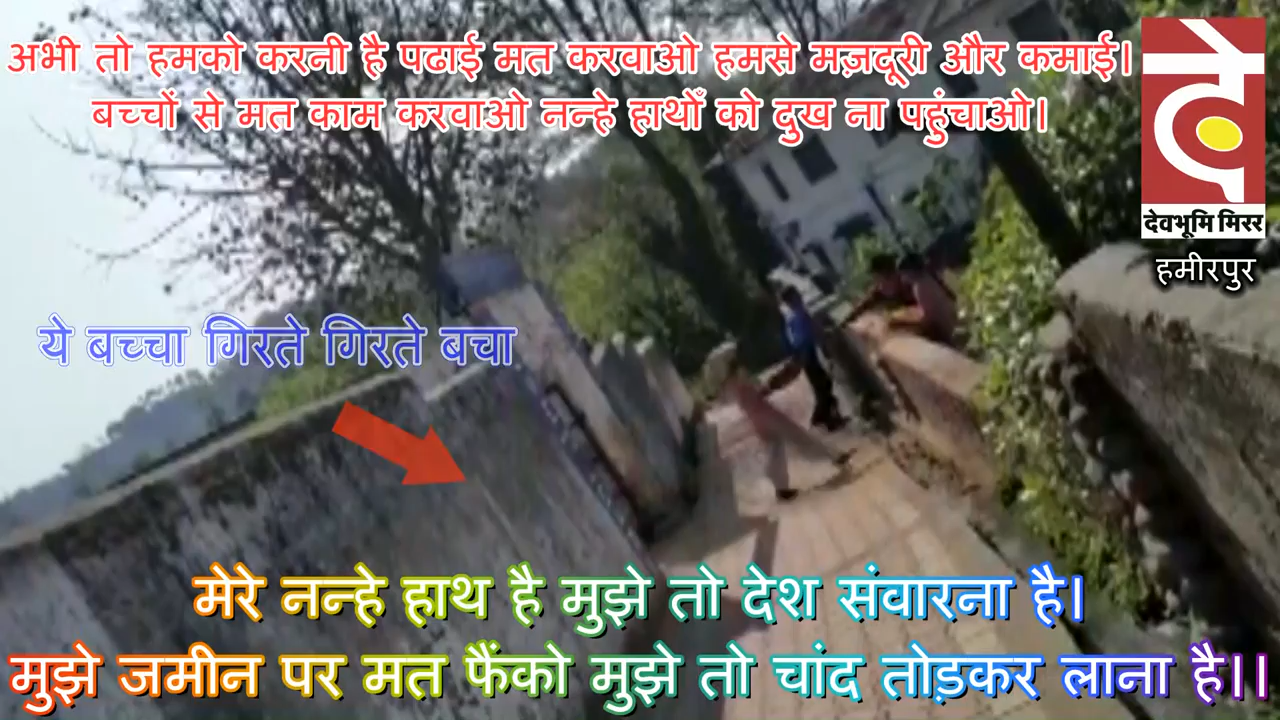 अभी तो हमको करनी है पढाई मत करवाओ हमसे मज़दूरी और कमाई।
बच्चों से मत काम करवाओ नन्हे हाथोँ को दुख ना पहुंचाओ।
दे
देवभूमि मिरर
हमीरपुर
ये बच्चा गिरते गिरते बचा
मेरे नन्हे हाथ है मुझे तो देश संवारना है।
मुझे जमीन पर मत फैंको मुझे तो चांद तोड़कर लाना है।।